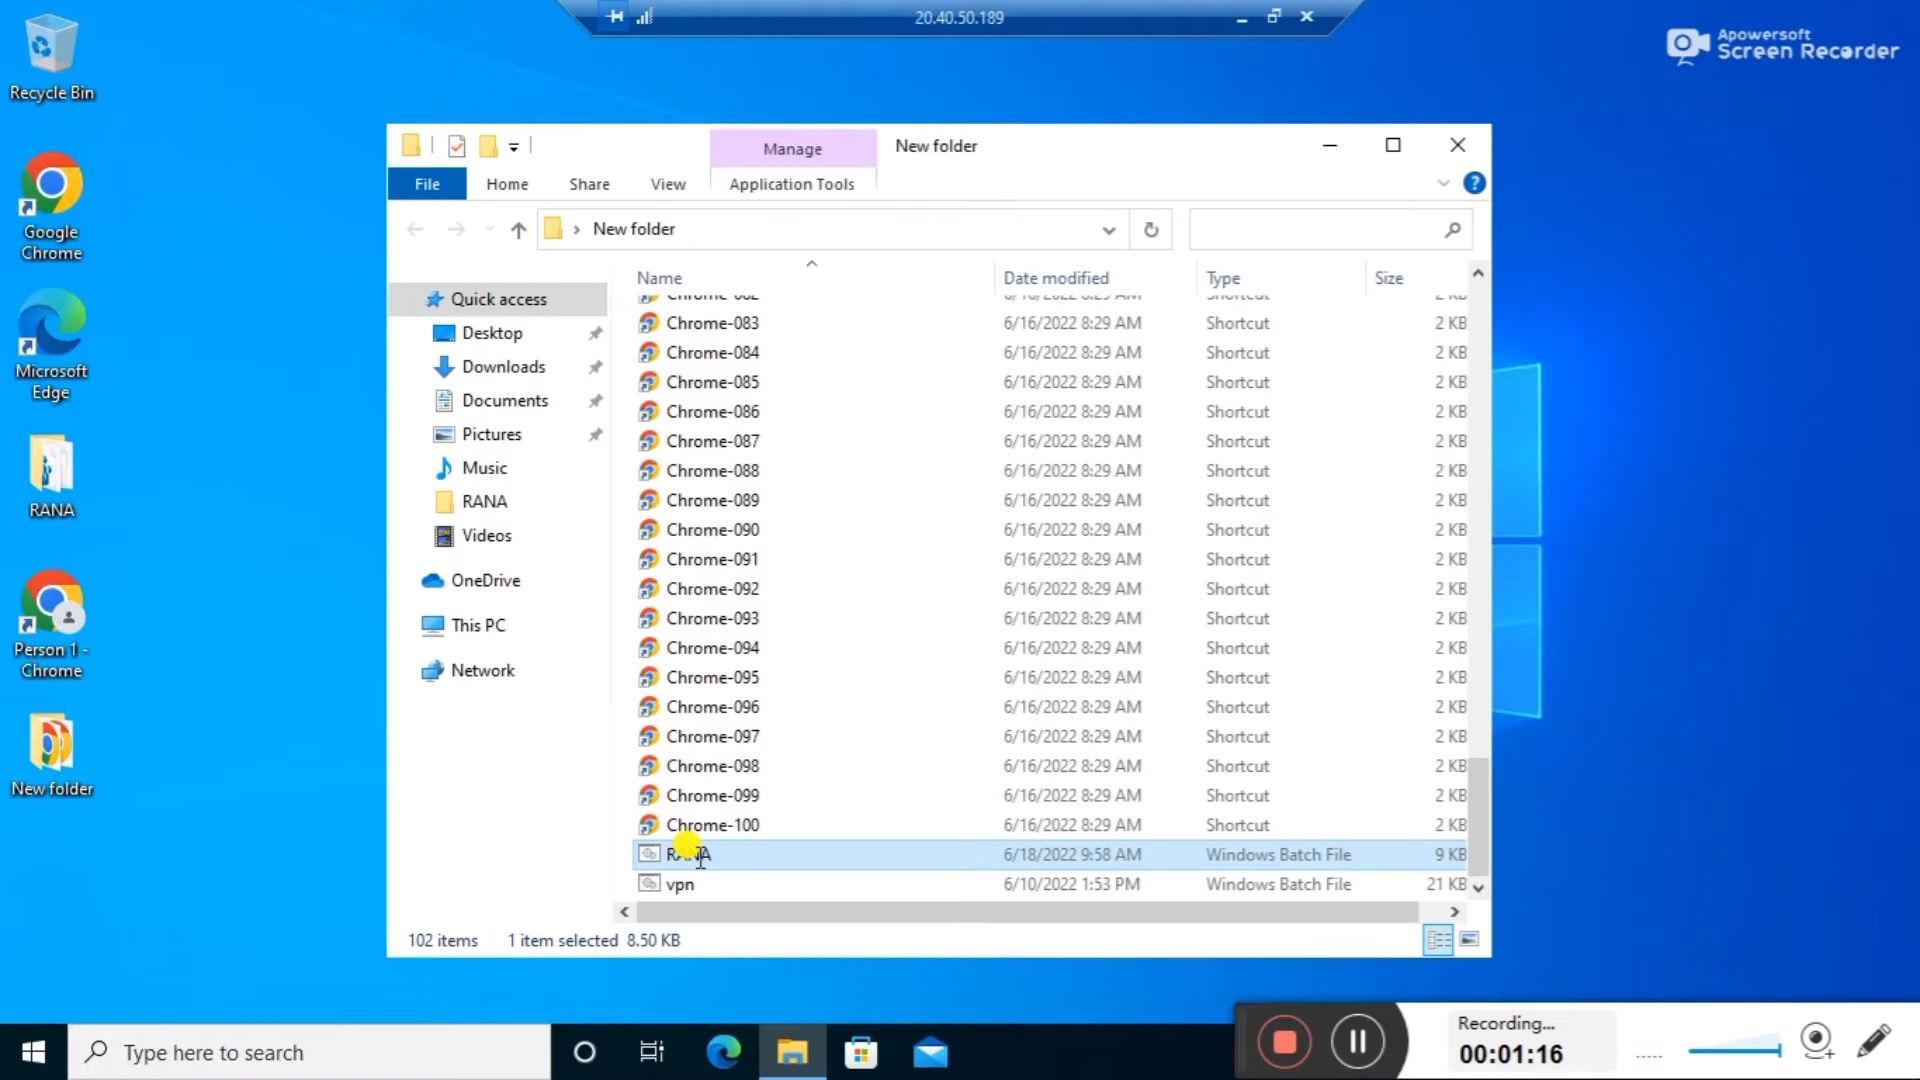 20.40.50.189
Apowersoft
Screen Recorder
Recycle Bin
Google
Chrome
Microsoft
Edge
RANA
Person 1 -
Chrome
New folder
Manage
New folder
File Home Share View Application Tools
New folder
Name Date modified Type Size
Quick access
Desktop
Downloads
Documents
Pictures
Music
RANA
Videos
OneDrive
This PC
Network
Chrome-082 6/16/2022 8:29 AM Shortcut 2 KB
Chrome-083 6/16/2022 8:29 AM Shortcut 2 KB
Chrome-084 6/16/2022 8:29 AM Shortcut 2 KB
Chrome-085 6/16/2022 8:29 AM Shortcut 2 KB
Chrome-086 6/16/2022 8:29 AM Shortcut 2 KB
Chrome-087 6/16/2022 8:29 AM Shortcut 2 KB
Chrome-088 6/16/2022 8:29 AM Shortcut 2 KB
Chrome-089 6/16/2022 8:29 AM Shortcut 2 KB
Chrome-090 6/16/2022 8:29 AM Shortcut 2 KB
Chrome-091 6/16/2022 8:29 AM Shortcut 2 KB
Chrome-092 6/16/2022 8:29 AM Shortcut 2 KB
Chrome-093 6/16/2022 8:29 AM Shortcut 2 KB
Chrome-094 6/16/2022 8:29 AM Shortcut 2 KB
Chrome-095 6/16/2022 8:29 AM Shortcut 2 KB
Chrome-096 6/16/2022 8:29 AM Shortcut 2 KB
Chrome-097 6/16/2022 8:29 AM Shortcut 2 KB
Chrome-098 6/16/2022 8:29 AM Shortcut 2 KB
Chrome-099 6/16/2022 8:29 AM Shortcut 2 KB
Chrome-100 6/16/2022 8:29 AM Shortcut 2 KB
RANA 6/18/2022 9:58 AM Windows Batch File 9 KB
vpn 6/10/2022 1:53 PM Windows Batch File 21 KB
102 items 1 item selected 8.50 KB
Type here to search
Recording...
00:01:16